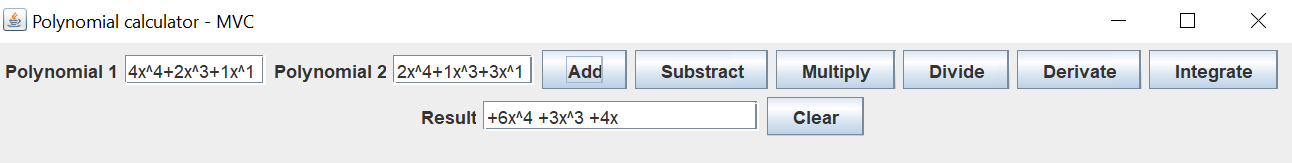 Polynomial calculator - MVC
Polynomial 1 4x^4+2x^3+1x^1 Polynomial 2 2x^4+1x^3+3x^1 Add Substract Multiply Divide Derivate Integrate
Result +6x^4 +3x^3 +4x Clear